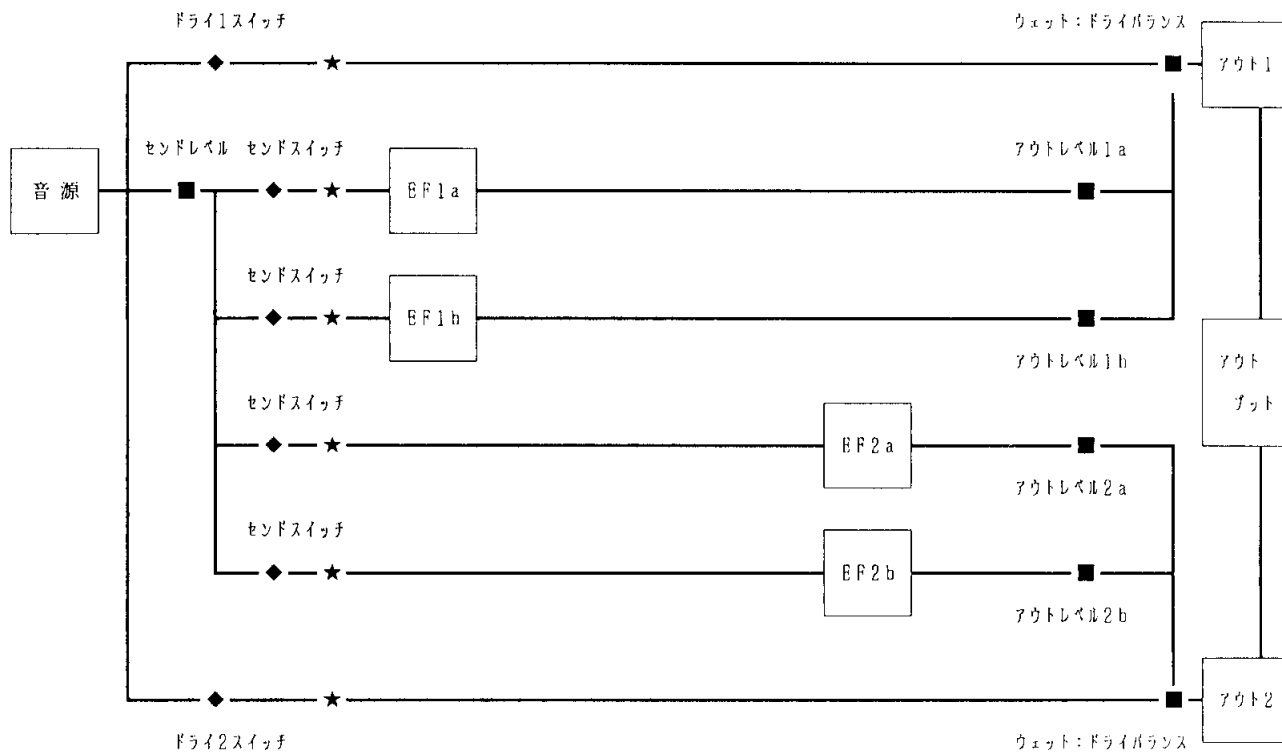 ドライ1スイッチ
ウェット:ドライバランス
アウト1
センドレベル
センドスイッチ
アウトレベル1a
音源
EF1a
センドスイッチ
EF1b
アウトレベル1b
アウト
プット
センドスイッチ
EF2a
アウトレベル2a
センドスイッチ
EF2b
アウトレベル2b
アウト2
ドライ2スイッチ
ウェット:ドライバランス